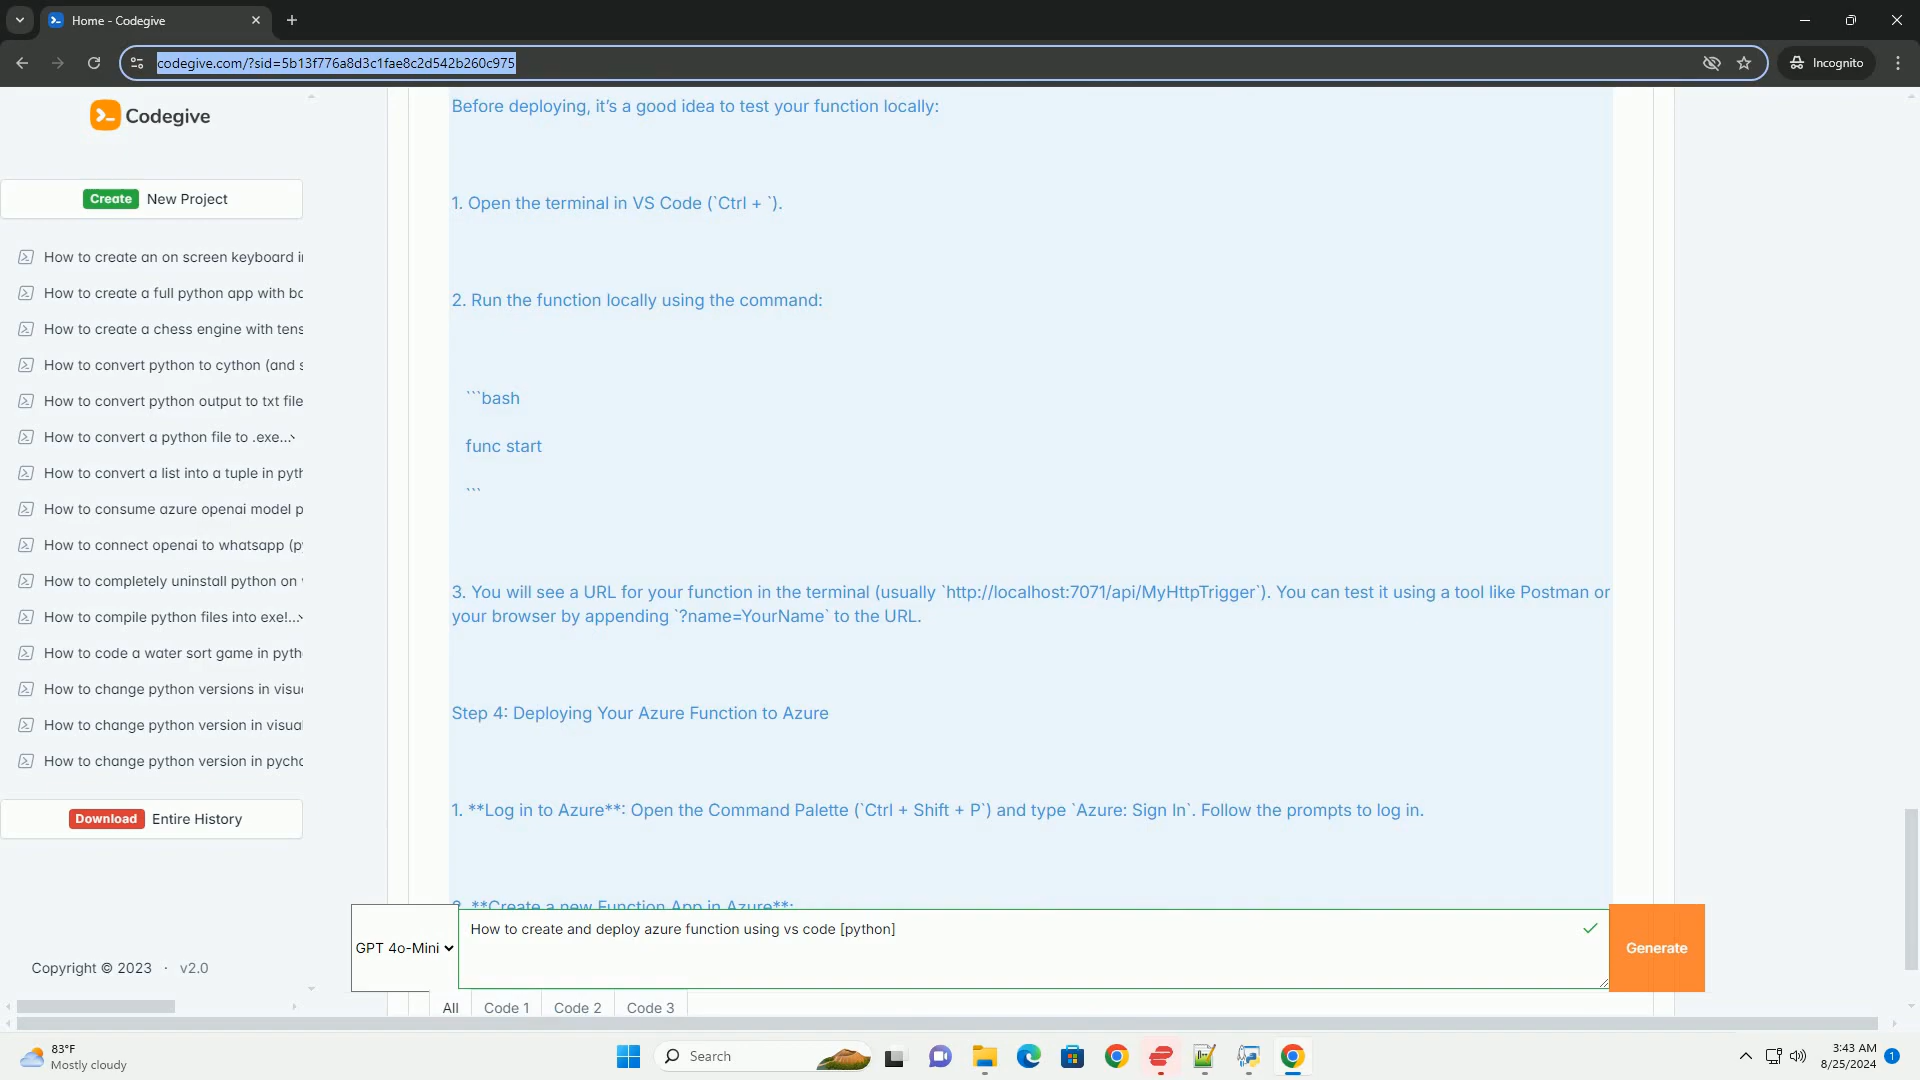 Home - Codegive
codegive.com/?sid=5b13f776a8d3c1fae8c2d542b260c975
Incognito
Codegive
Create New Project
How to create an on screen keyboard i
How to create a full python app with bc
How to create a chess engine with tens
How to convert python to cython (and s
How to convert python output to txt file
How to convert a python file to .exe...
How to convert a list into a tuple in pyth
How to consume azure openai model p
How to connect openai to whatsapp (p
How to completely uninstall python on
How to compile python files into exe!...
How to code a water sort game in pyth
How to change python versions in visu
How to change python version in visual
How to change python version in pycho
Download Entire History
Copyright © 2023 · v2.0
Before deploying, it's a good idea to test your function locally:
1. Open the terminal in VS Code (`Ctrl + `).
2. Run the function locally using the command:
```bash
func start
```
3. You will see a URL for your function in the terminal (usually `http://localhost:7071/api/MyHttpTrigger`). You can test it using a tool like Postman or
your browser by appending `?name=YourName` to the URL.
Step 4: Deploying Your Azure Function to Azure
1. **Log in to Azure**: Open the Command Palette (`Ctrl + Shift + P`) and type `Azure: Sign In`. Follow the prompts to log in.
2. **Create a new Function App in Azure**:
GPT 4o-Mini
How to create and deploy azure function using vs code [python]
Generate
All Code 1 Code 2 Code 3
83°F
Mostly cloudy
Search
3:43 AM
8/25/2024
1